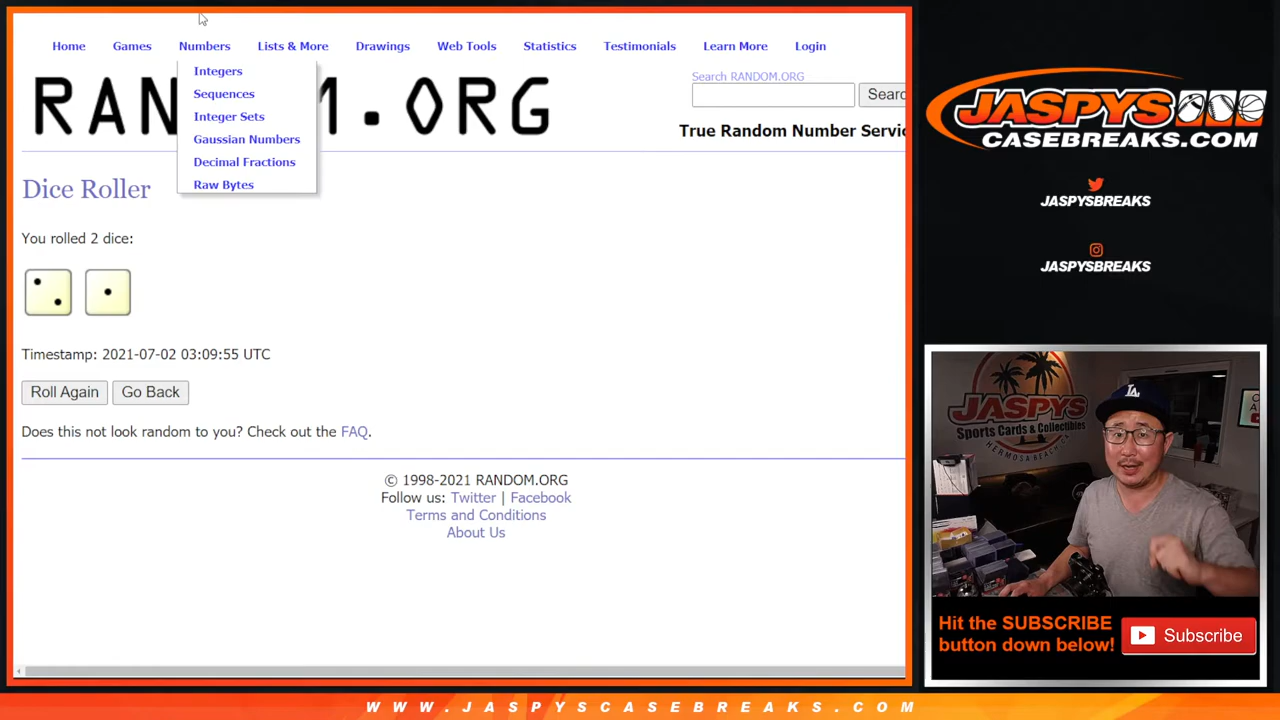 Home Games Numbers Lists & More Drawings Web Tools Statistics Testimonials Learn More Login
Integers
Sequences
Integer Sets
Gaussian Numbers
Decimal Fractions
Raw Bytes
Search RANDOM.ORG
True Random Number Servic
Dice Roller
You rolled 2 dice:
Timestamp: 2021-07-02 03:09:55 UTC
Roll Again Go Back
Does this not look random to you? Check out the FAQ.
© 1998-2021 RANDOM.ORG
Follow us: Twitter | Facebook
Terms and Conditions
About Us
JASPYS
CASEBREAKS.COM
JASPYSBREAKS
JASPYSBREAKS
JASPYS
Sports Cards & Collectibles
HERMOSA BEACH, CA
LA
Hit the SUBSCRIBE
button down below!
Subscribe
WWW.JASPYSCASEBREAKS.COM